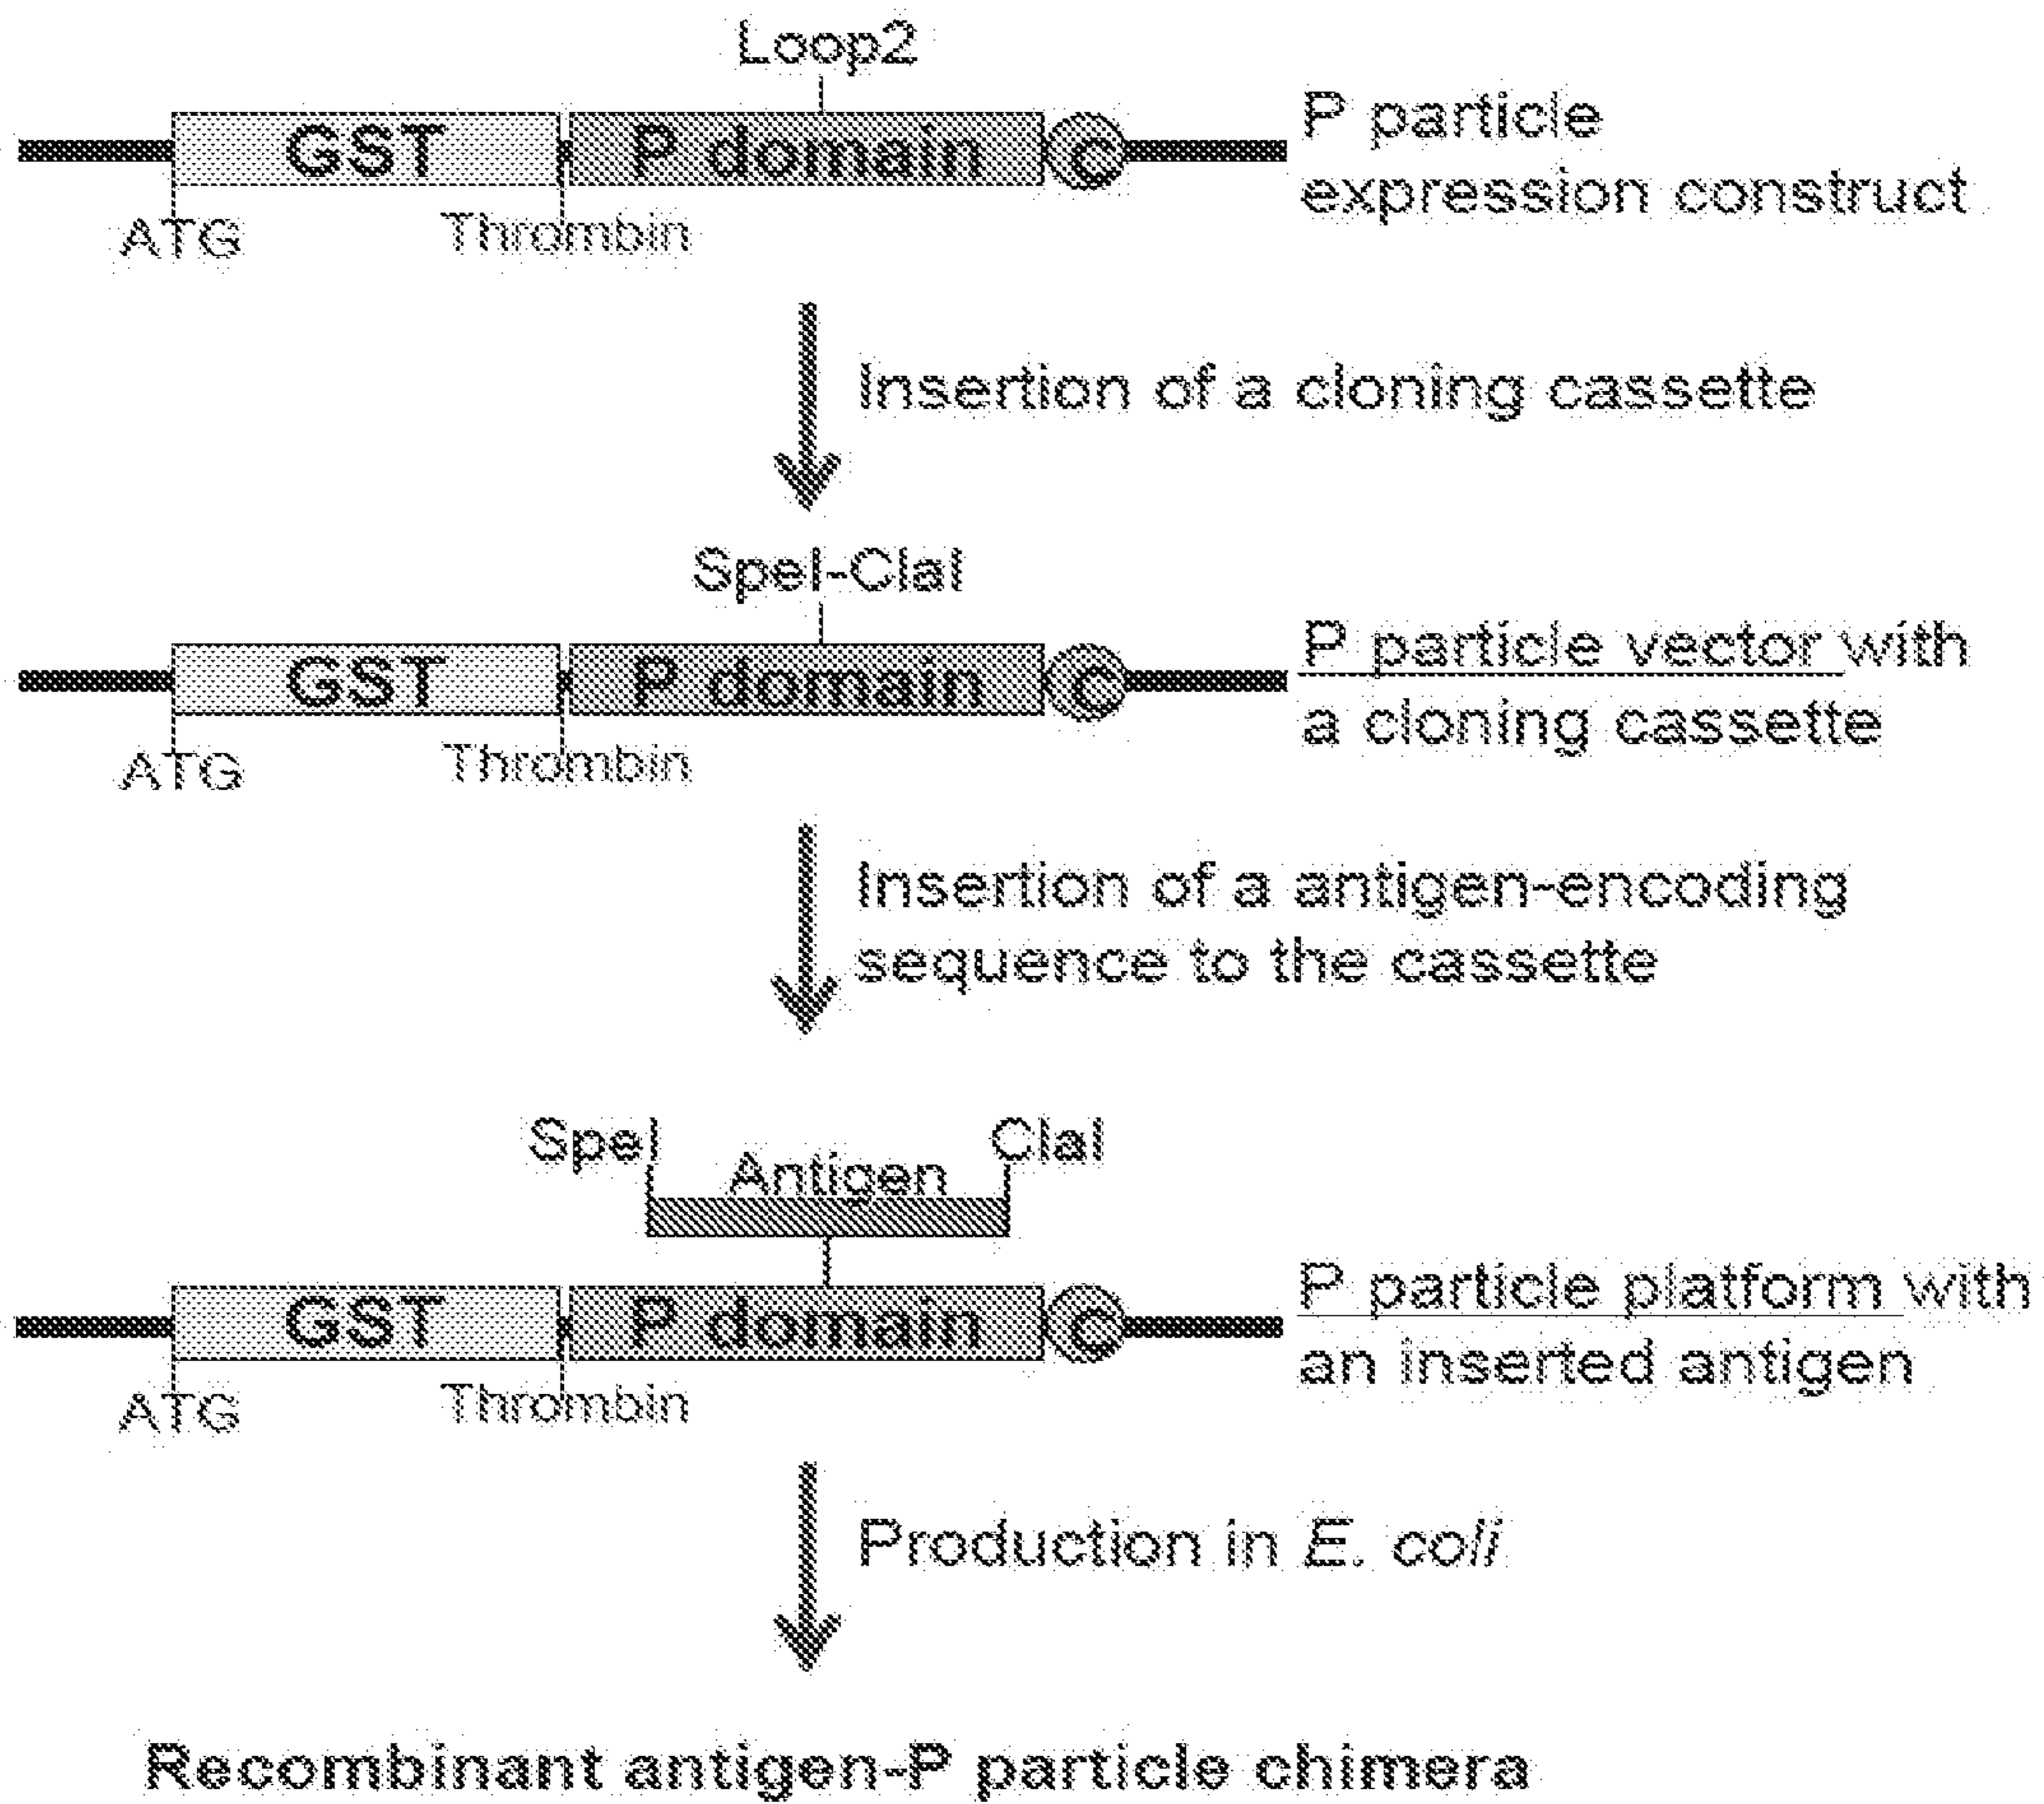 Loop2
GST
P domain
C
P particle
expression construct
ATG
Thrombin
Insertion of a cloning cassette
SpeI-ClaI
GST
P domain
C
P particle vector with
a cloning cassette
ATG
Thrombin
Insertion of a antigen-encoding
sequence to the cassette
SpeI
Antigen
ClaI
GST
P domain
C
P particle platform with
an inserted antigen
ATG
Thrombin
Production in E. coli
Recombinant antigen-P particle chimera